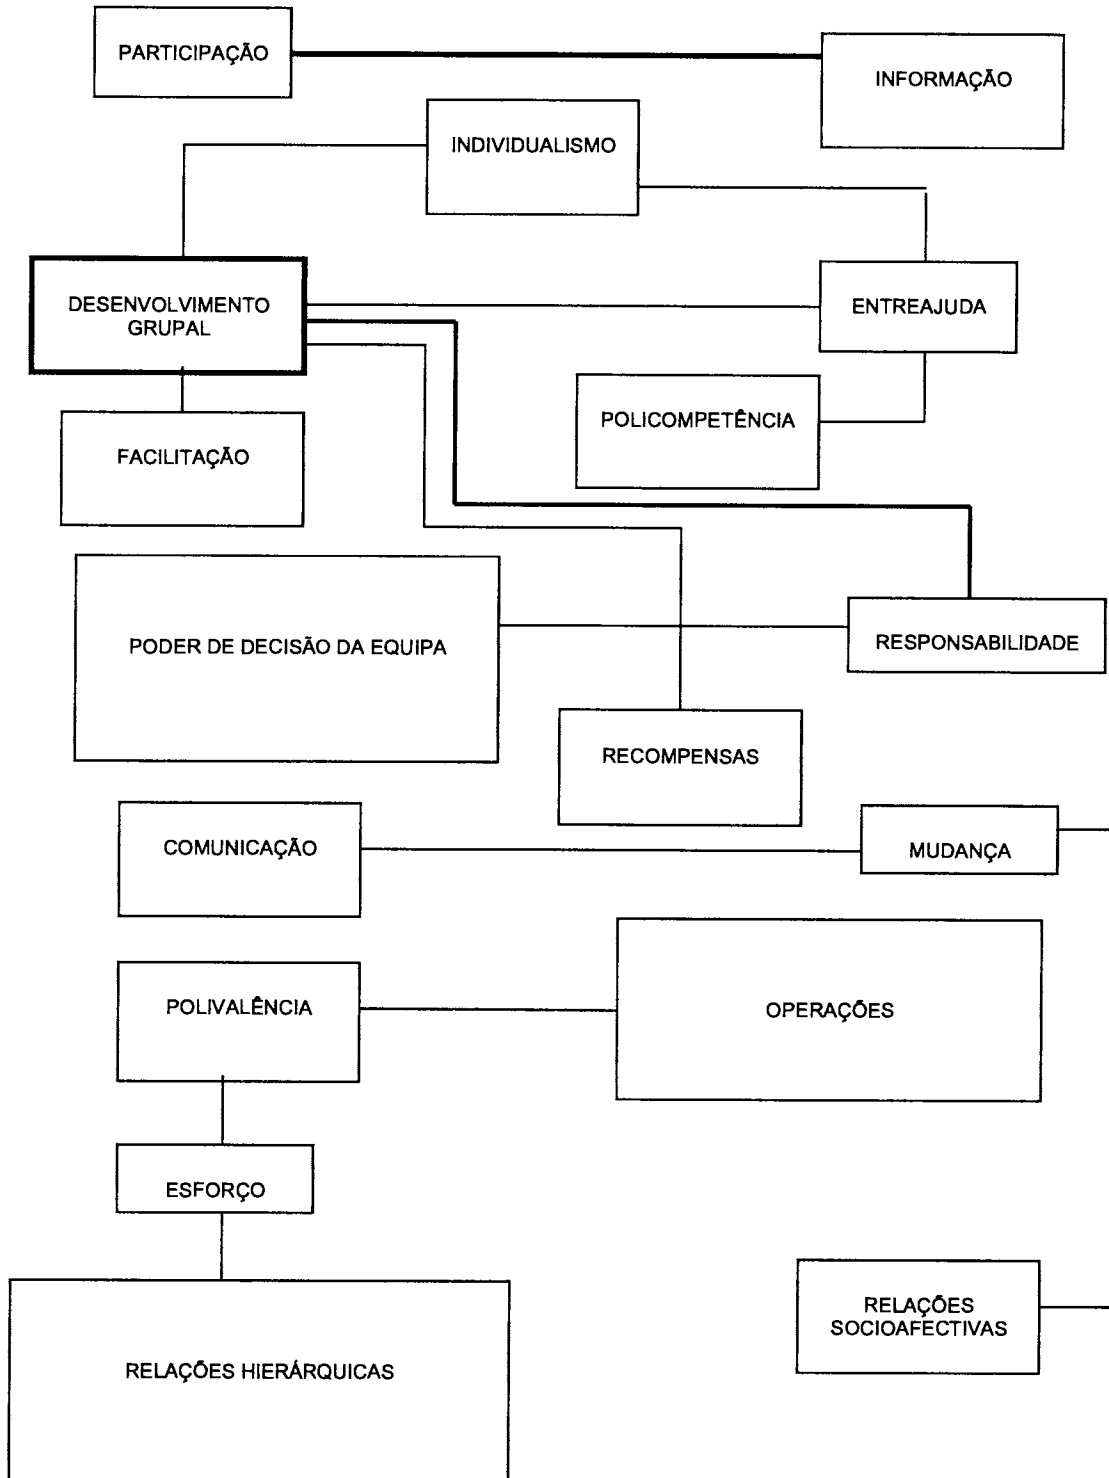 PARTICIPAÇÃO
INFORMAÇÃO
INDIVIDUALISMO
DESENVOLVIMENTO
GRUPAL
ENTREAJUDA
POLICOMPETÊNCIA
FACILITAÇÃO
PODER DE DECISÃO DA EQUIPA
RESPONSABILIDADE
RECOMPENSAS
COMUNICAÇÃO
MUDANÇA
POLIVALÊNCIA
OPERAÇÕES
ESFORÇO
RELAÇÕES
SOCIOAFECTIVAS
RELAÇÕES HIERÁRQUICAS